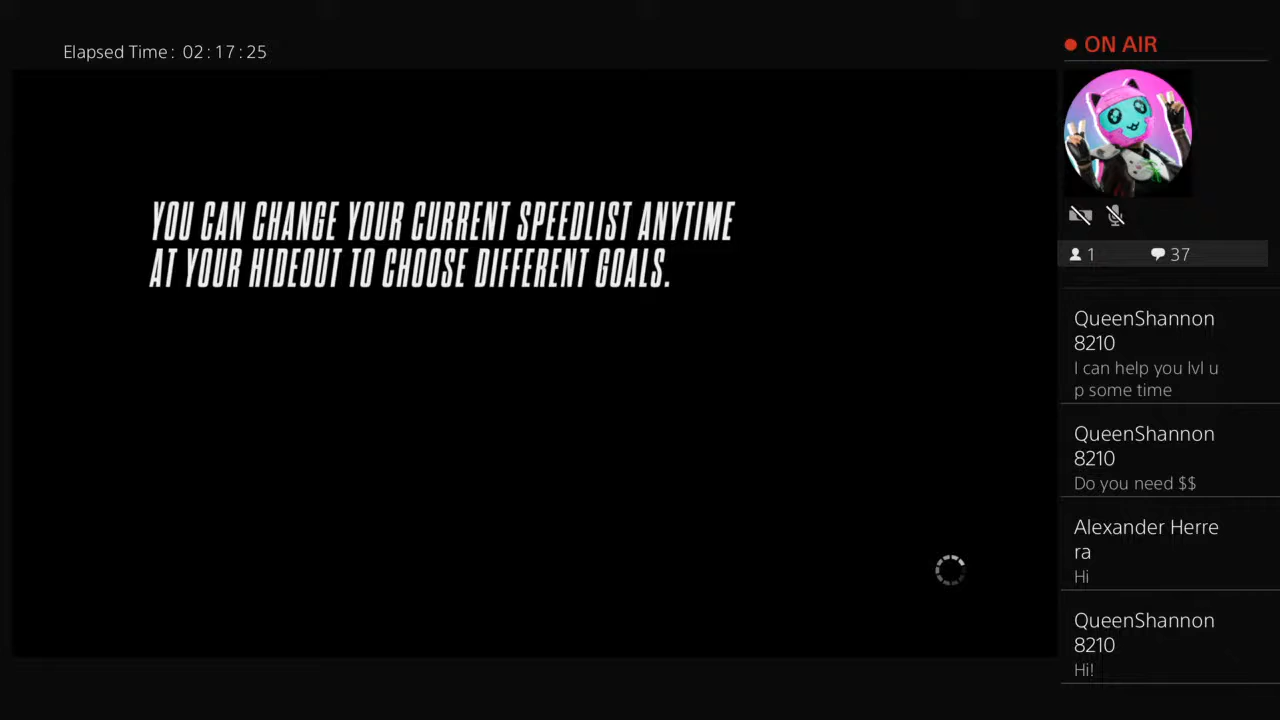 Elapsed Time: 02:17:25
ON AIR
YOU CAN CHANGE YOUR CURRENT SPEEDLIST ANYTIME
AT YOUR HIDEOUT TO CHOOSE DIFFERENT GOALS.
1 37
QueenShannon
8210
I can help you lvl u
p some time
QueenShannon
8210
Do you need $$
Alexander Herre
ra
Hi
QueenShannon
8210
Hi!